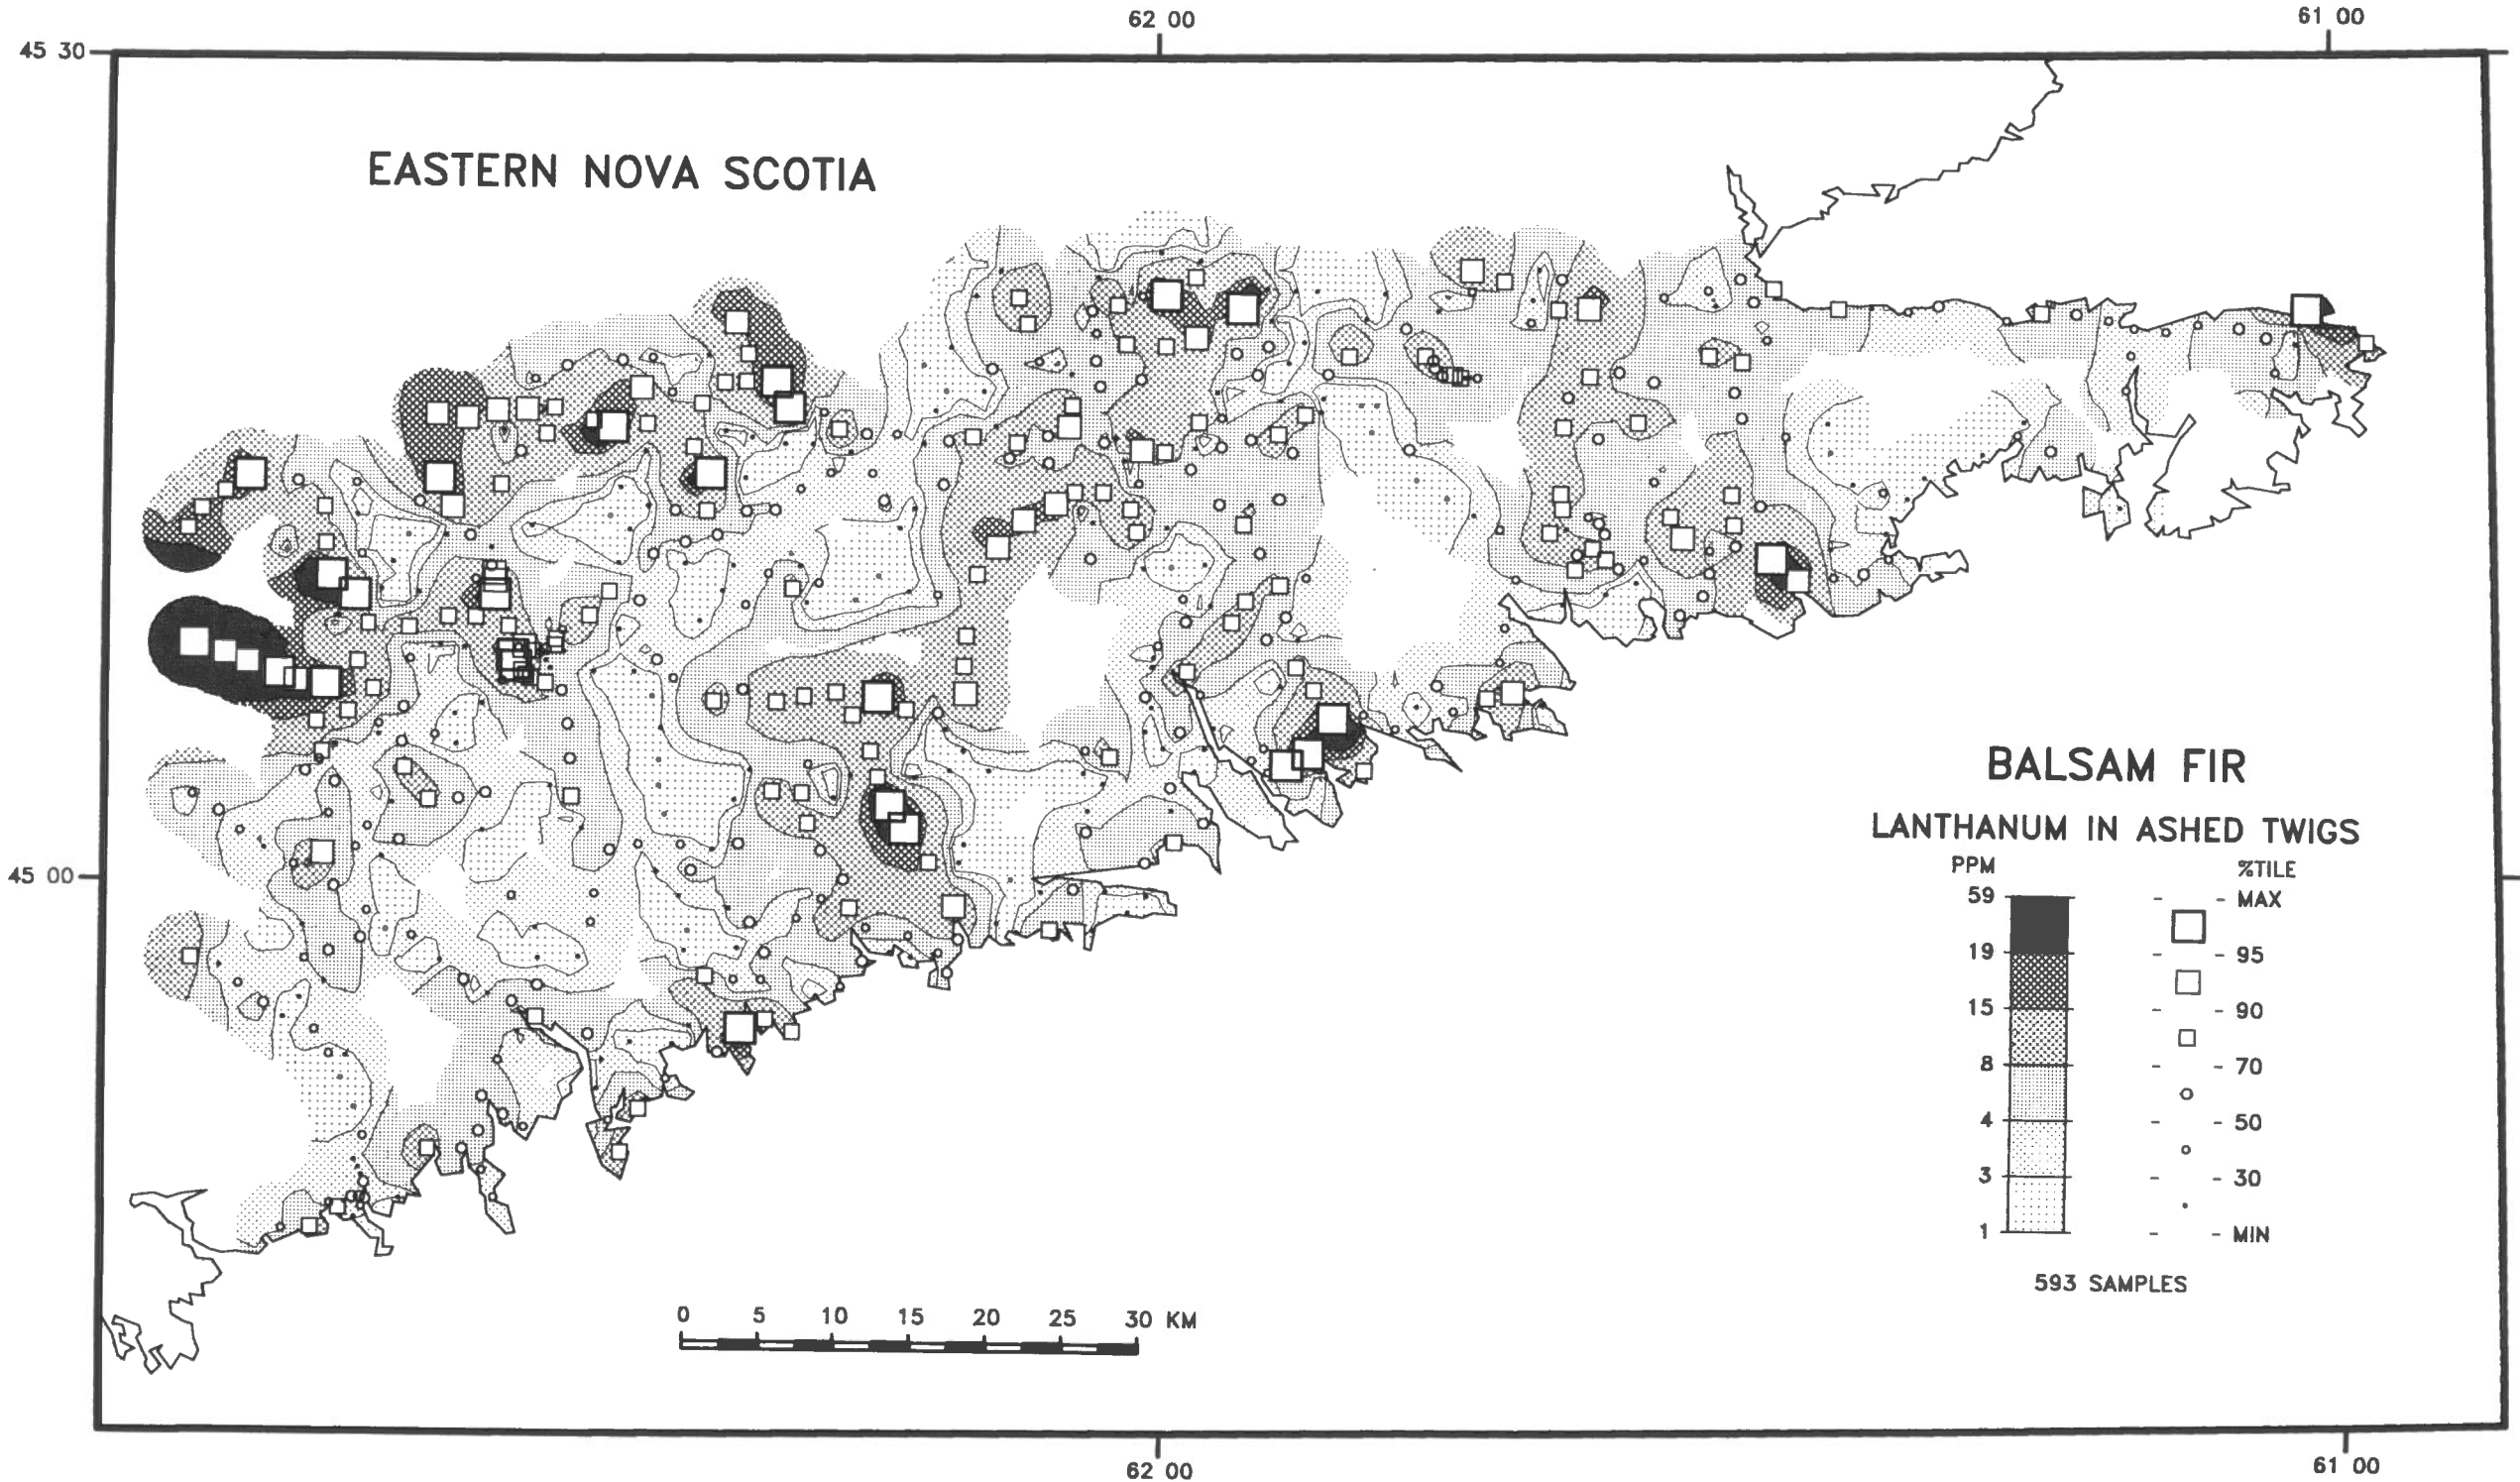 62 00
61 00
45 30
EASTERN NOVA SCOTIA
BALSAM FIR
LANTHANUM IN ASHED TWIGS
PPM %TILE
59 - - MAX
19 - - 95
15 - - 90
8 - - 70
4 - - 50
3 - - 30
1 - - MIN
593 SAMPLES
45 00
0 5 10 15 20 25 30 KM
62 00
61 00